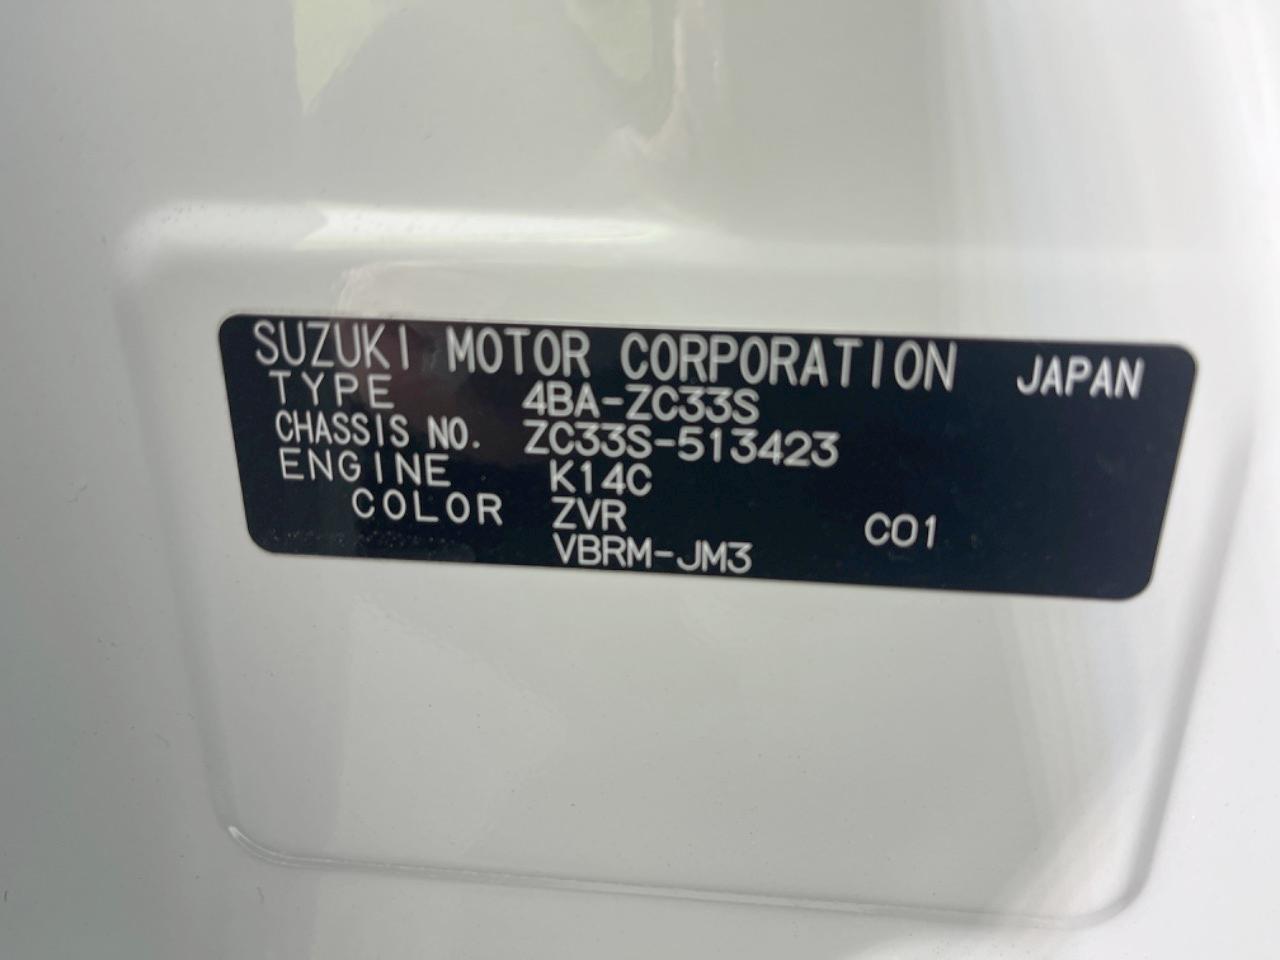 SUZUKI MOTOR CORPORATION JAPAN
TYPE 4BA-ZC33S
CHASSIS NO. ZC33S-513423
ENGINE K14C
COLOR ZVR C01
VBRM-JM3